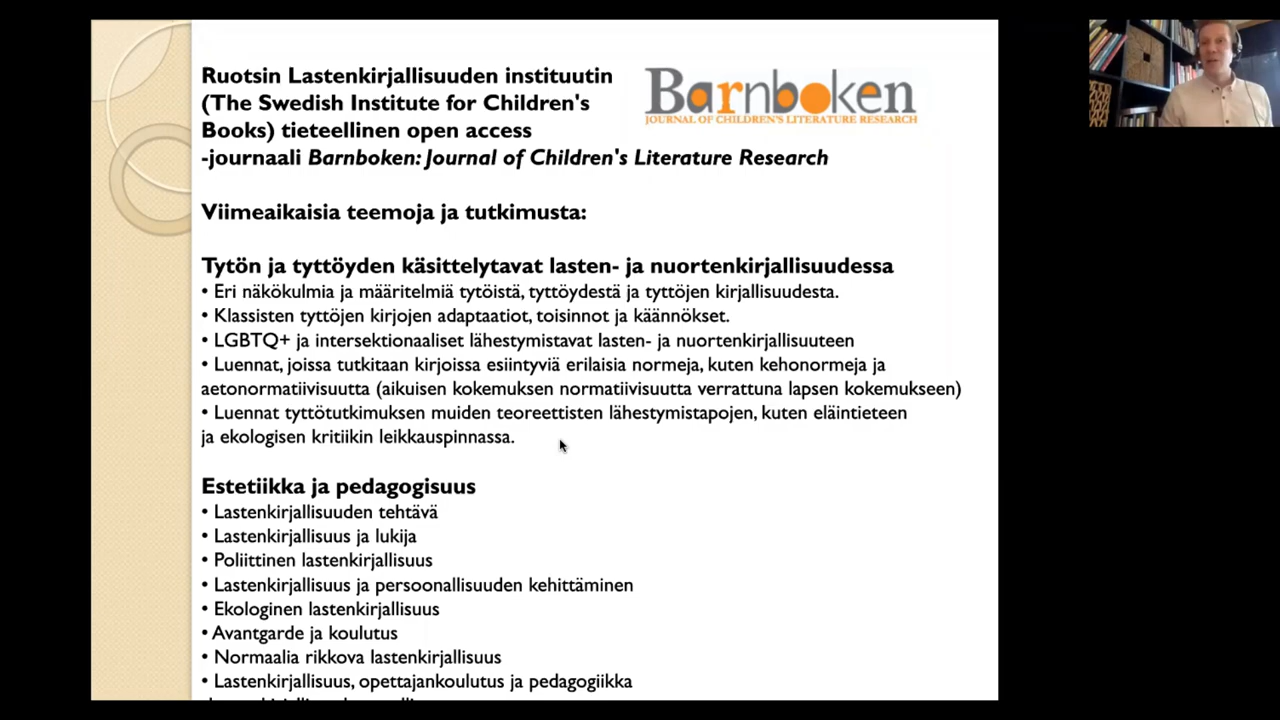 Ruotsin Lastenkirjallisuuden instituutin
(The Swedish Institute for Children's
Books) tieteellinen open access
-journaali Barnboken: Journal of Children's Literature Research
Barnboken
JOURNAL OF CHILDREN'S LITERATURE RESEARCH
Viimeaikaisia teemoja ja tutkimusta:
Tytön ja tyttöyden käsittelytavat lasten- ja nuortenkirjallisuudessa
• Eri näkökulmia ja määritelmiä tytöistä, tyttöydestä ja tyttöjen kirjallisuudesta.
• Klassisten tyttöjen kirjojen adaptaatiot, toisinnot ja käännökset.
• LGBTQ+ ja intersektionaaliset lähestymistavat lasten- ja nuortenkirjallisuuteen
• Luennat, joissa tutkitaan kirjoissa esiintyviä erilaisia normeja, kuten kehonormeja ja
aetonormatiivisuutta (aikuisen kokemuksen normatiivisuutta verrattuna lapsen kokemukseen)
• Luennat tyttötutkimuksen muiden teoreettisten lähestymistapojen, kuten eläintieteen
ja ekologisen kritiikin leikkauspinnassa.
Estetiikka ja pedagogisuus
• Lastenkirjallisuuden tehtävä
• Lastenkirjallisuus ja lukija
• Poliittinen lastenkirjallisuus
• Lastenkirjallisuus ja persoonallisuuden kehittäminen
• Ekologinen lastenkirjallisuus
• Avantgarde ja koulutus
• Normaalia rikkova lastenkirjallisuus
• Lastenkirjallisuus, opettajankoulutus ja pedagogiikka